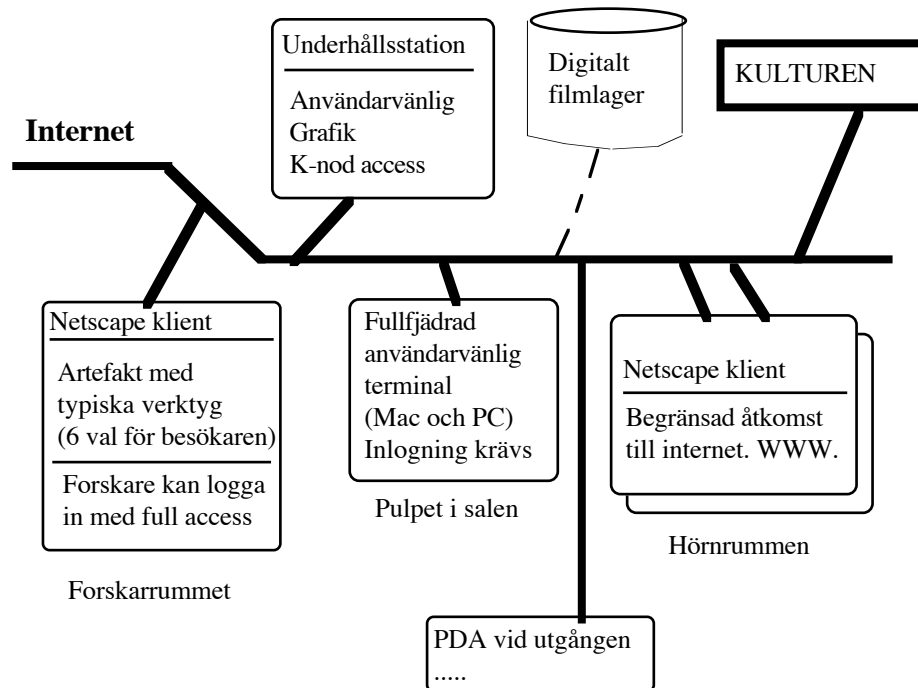 Underhållsstation
Användarvänlig
Grafik
K-nod access
Digitalt
filmlager
KULTUREN
Internet
Netscape klient
Artefakt med
typiska verktyg
(6 val för besökaren)
Forskare kan logga
in med full access
Forskarrummet
Fullfjädrad
användarvänlig
terminal
(Mac och PC)
Inlogning krävs
Pulpet i salen
Netscape klient
Begränsad åtkomst
till internet. WWW.
Hörnrummen
PDA vid utgången
.....